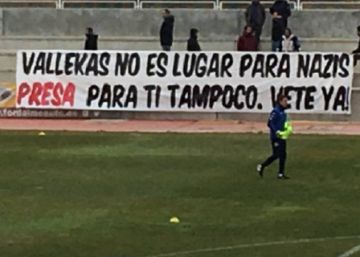 VALLEKAS NO ES LUGAR PARA NAZIS
PRESA PARA TI TAMPOCO. VETE YA!